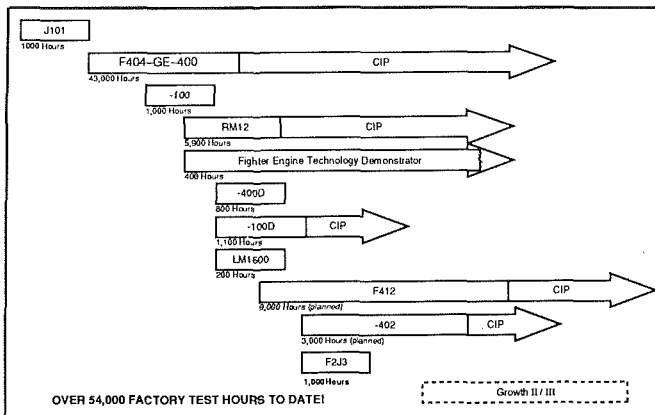 J101
1000 Hours
F404-GE-400 CIP
43,000 Hours
-100
1,000 Hours
RM12 CIP
5,900 Hours
Fighter Engine Technology Demonstrator
400 Hours
-400D
800 Hours
-100D CIP
1,100 Hours
LM1600
200 Hours
F412 CIP
9,000 Hours (planned)
-402 CIP
3,000 Hours (planned)
F2J3
1,000 Hours
OVER 54,000 FACTORY TEST HOURS TO DATE!
Growth II / III